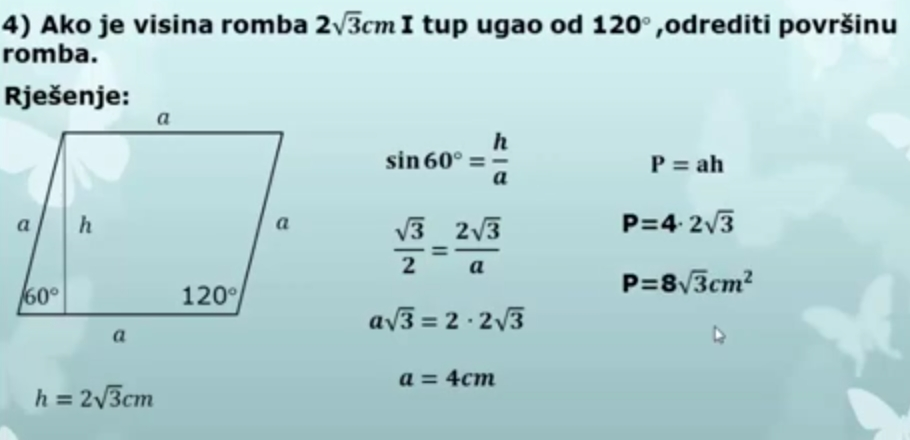 4) Ako je visina romba 2√3cm I tup ugao od 120° ,odrediti površinu
romba.
Rješenje:
a
a
h
a
60°
120°
a
h = 2√3cm
sin 60° = h/a
√3/2 = 2√3/a
a√3 = 2 · 2√3
a = 4cm
P = ah
P=4· 2√3
P=8√3cm²